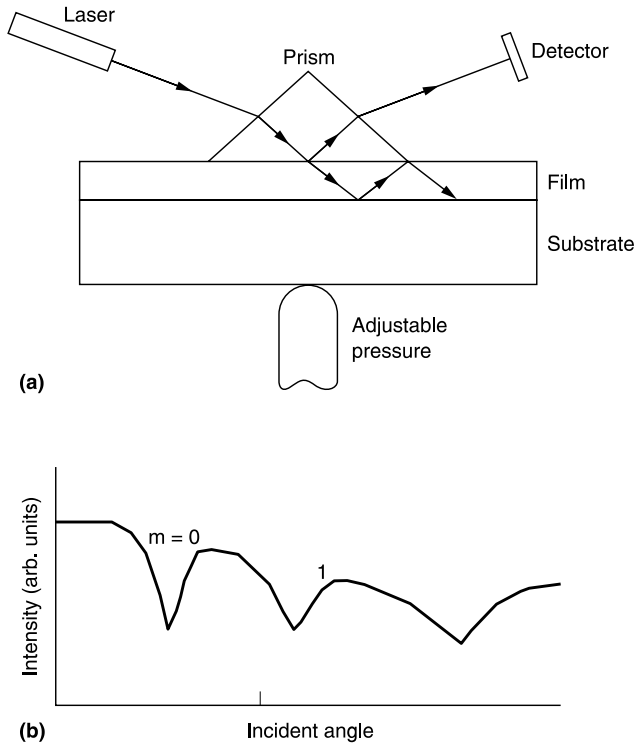 Laser
Prism
Detector
Film
Substrate
Adjustable
pressure
(a)
Intensity (arb. units)
m = 0
1
(b)
Incident angle